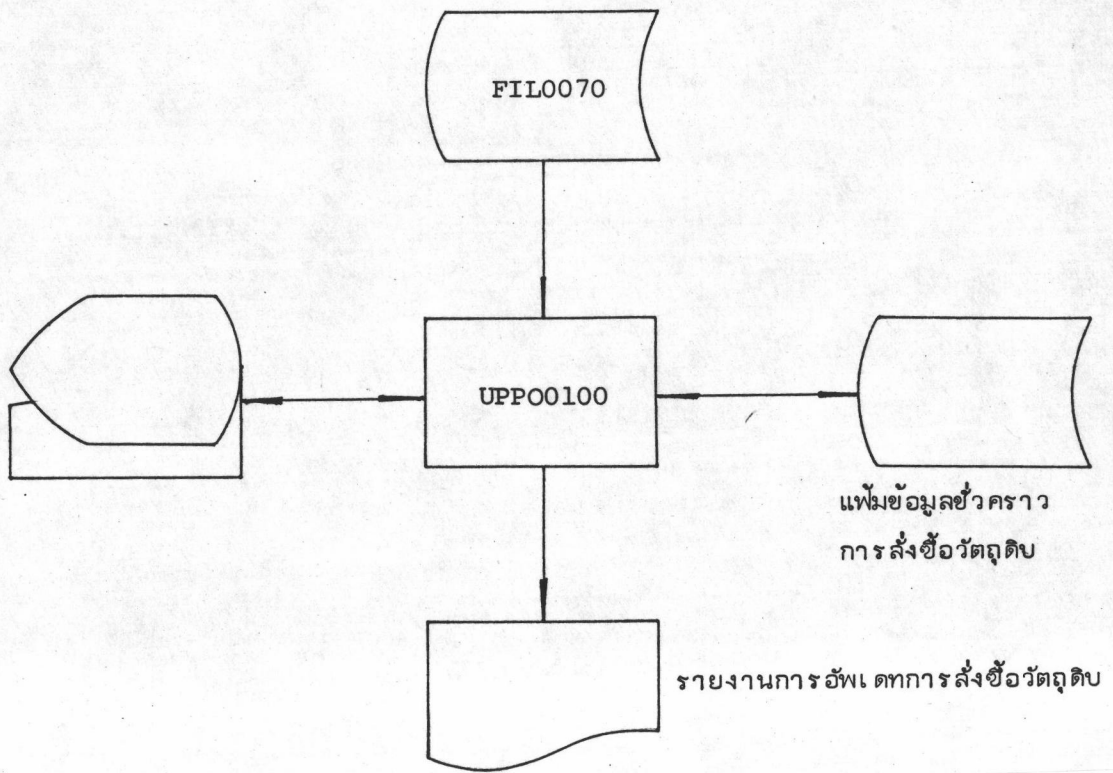 FIL0070
UPPO0100
แฟ้มข้อมูลชั่วคราว
การสั่งซื้อวัตถุดิบ
รายงานการอัพเดทการสั่งซื้อวัตถุดิบ